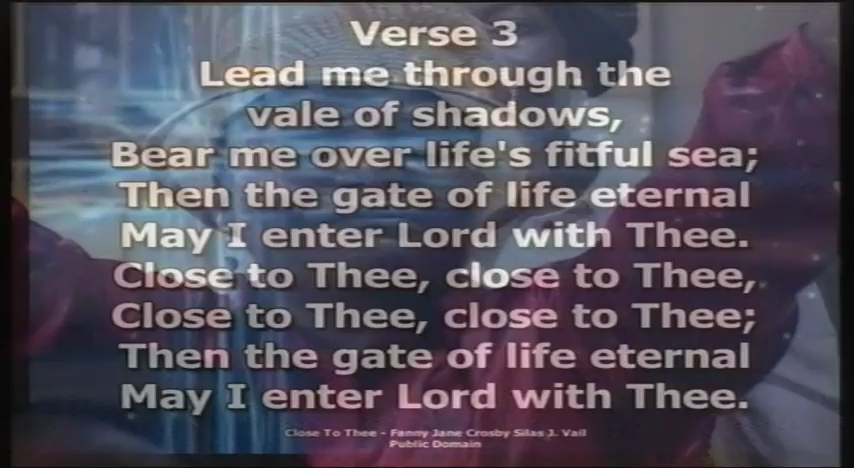 Verse 3
Lead me through the
vale of shadows,
Bear me over life's fitful sea;
Then the gate of life eternal
May I enter Lord with Thee.
Close to Thee, close to Thee,
Close to Thee, close to Thee;
Then the gate of life eternal
May I enter Lord with Thee.
Close To Thee - Fanny Jane Crosby Silas J. Vail
Public Domain